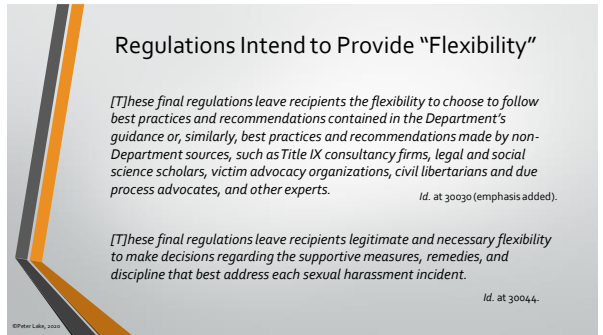 Regulations Intend to Provide “Flexibility”
[T]hese final regulations leave recipients the flexibility to choose to follow
best practices and recommendations contained in the Department’s
guidance or, similarly, best practices and recommendations made by non-
Department sources, such as Title IX consultancy firms, legal and social
science scholars, victim advocacy organizations, civil libertarians and due
process advocates, and other experts.
Id. at 30030 (emphasis added).
[T]hese final regulations leave recipients legitimate and necessary flexibility
to make decisions regarding the supportive measures, remedies, and
discipline that best address each sexual harassment incident.
Id. at 30044.
©Peter Lake, 2020